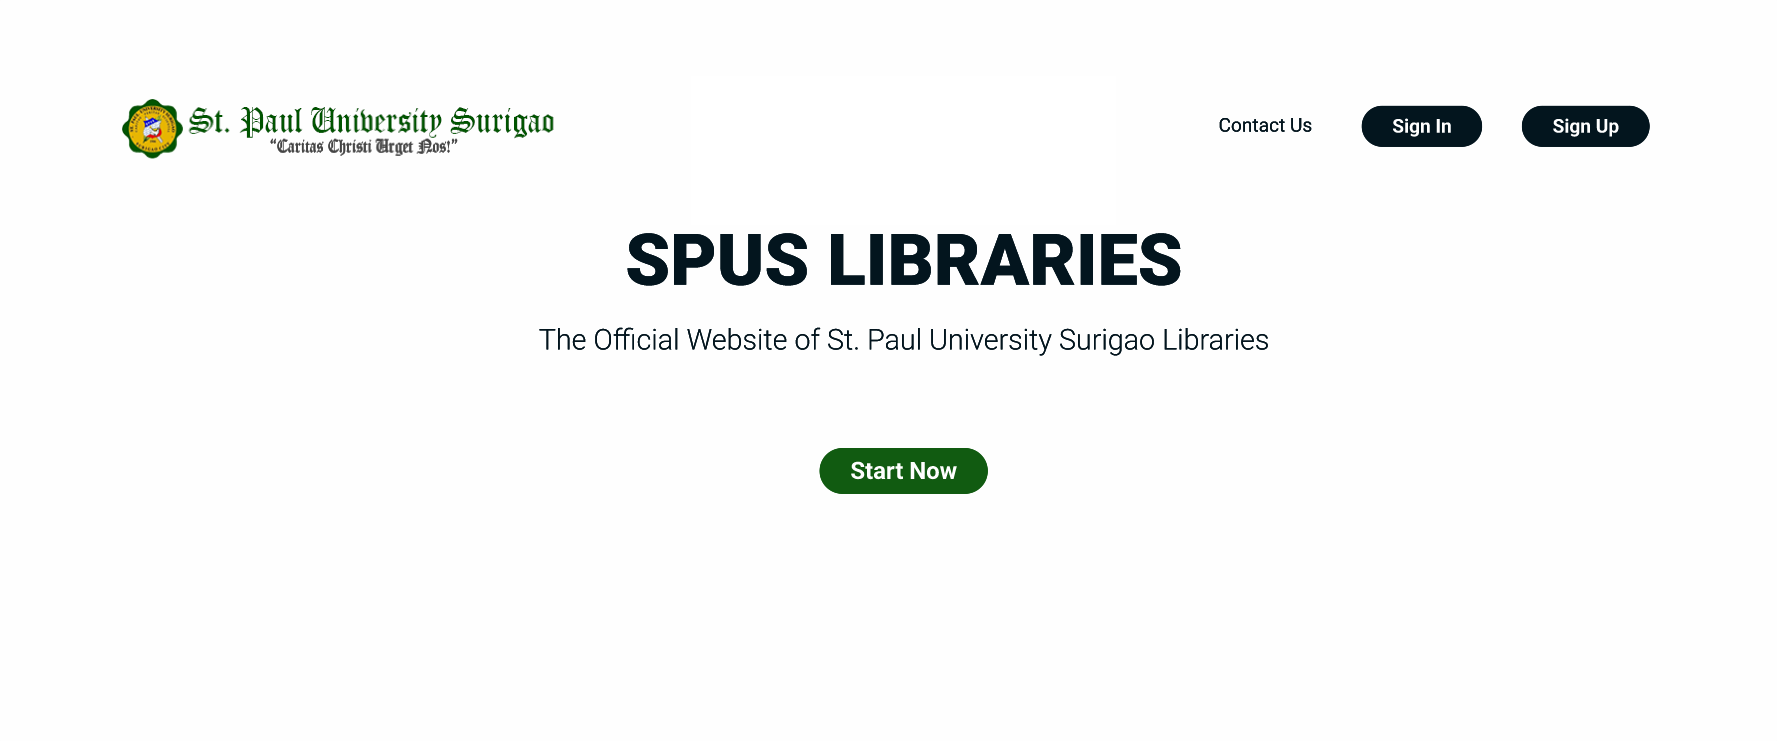 St. Paul University Surigao
“Caritas Christi Urget Nos!”
Contact Us
Sign In
Sign Up
SPUS LIBRARIES
The Official Website of St. Paul University Surigao Libraries
Start Now